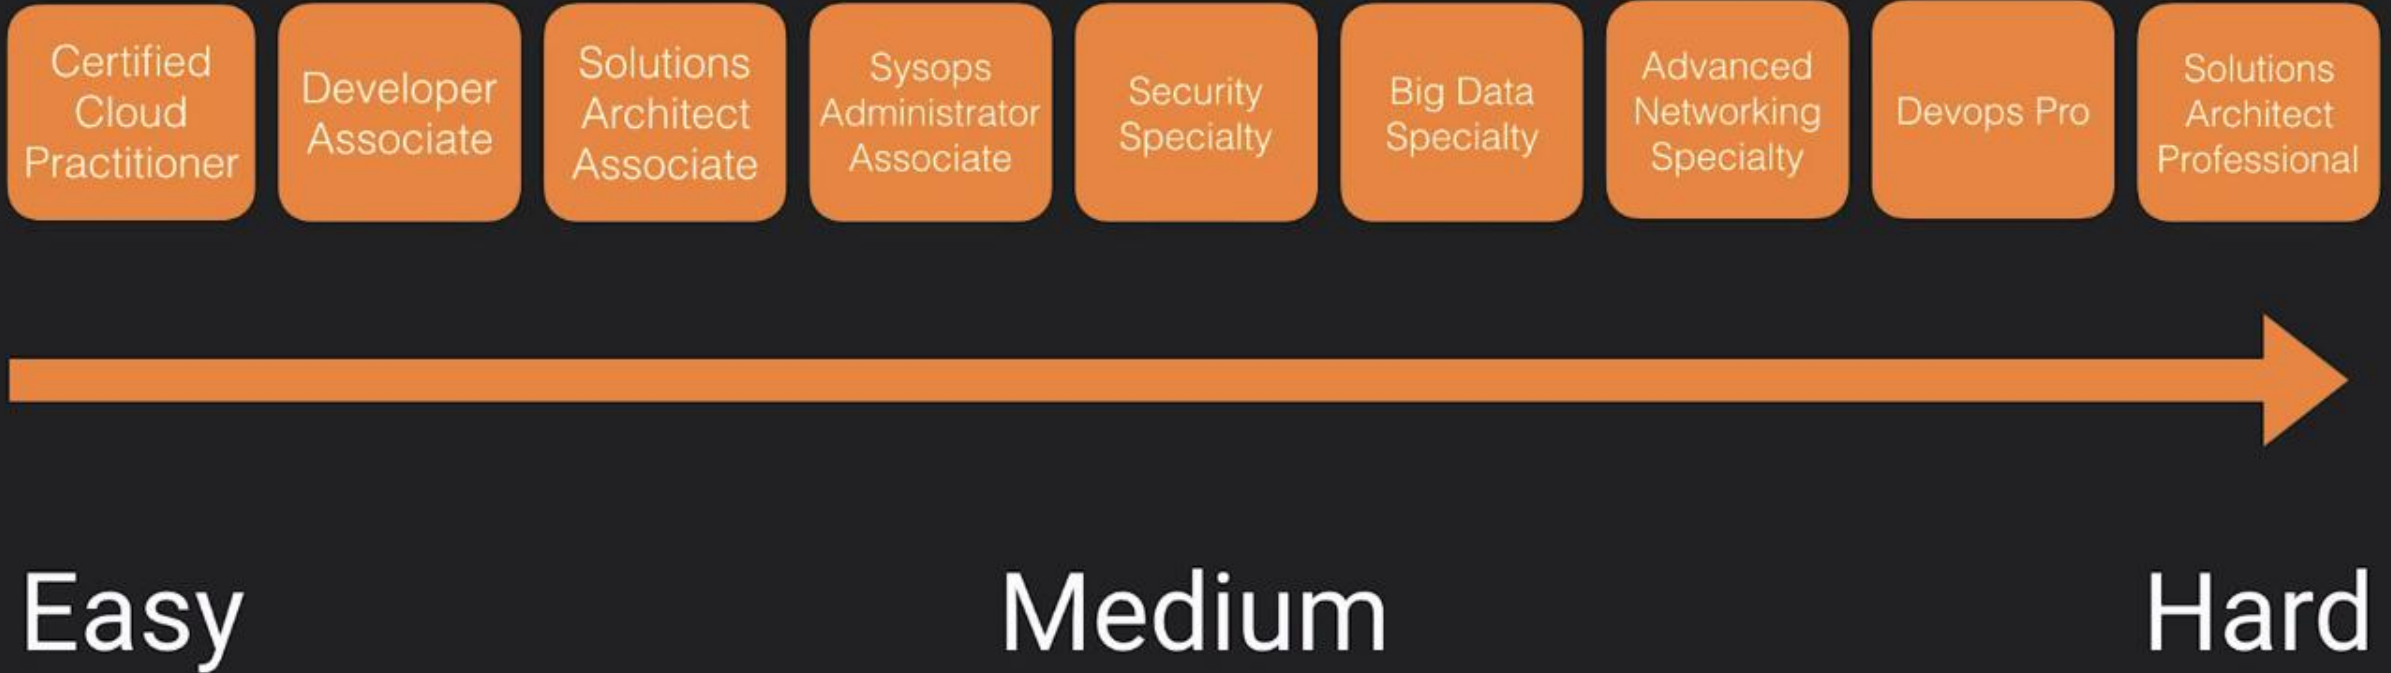 Certified
Cloud
Practitioner
Developer
Associate
Solutions
Architect
Associate
Sysops
Administrator
Associate
Security
Specialty
Big Data
Specialty
Advanced
Networking
Specialty
Devops Pro
Solutions
Architect
Professional
Easy
Medium
Hard